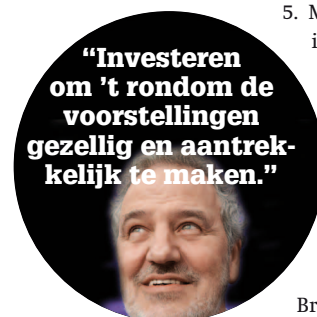 5. M
i
“Investeren
om ’t rondom de
voorstellingen
gezellig en aantrek-
kelijk te maken.”
Br